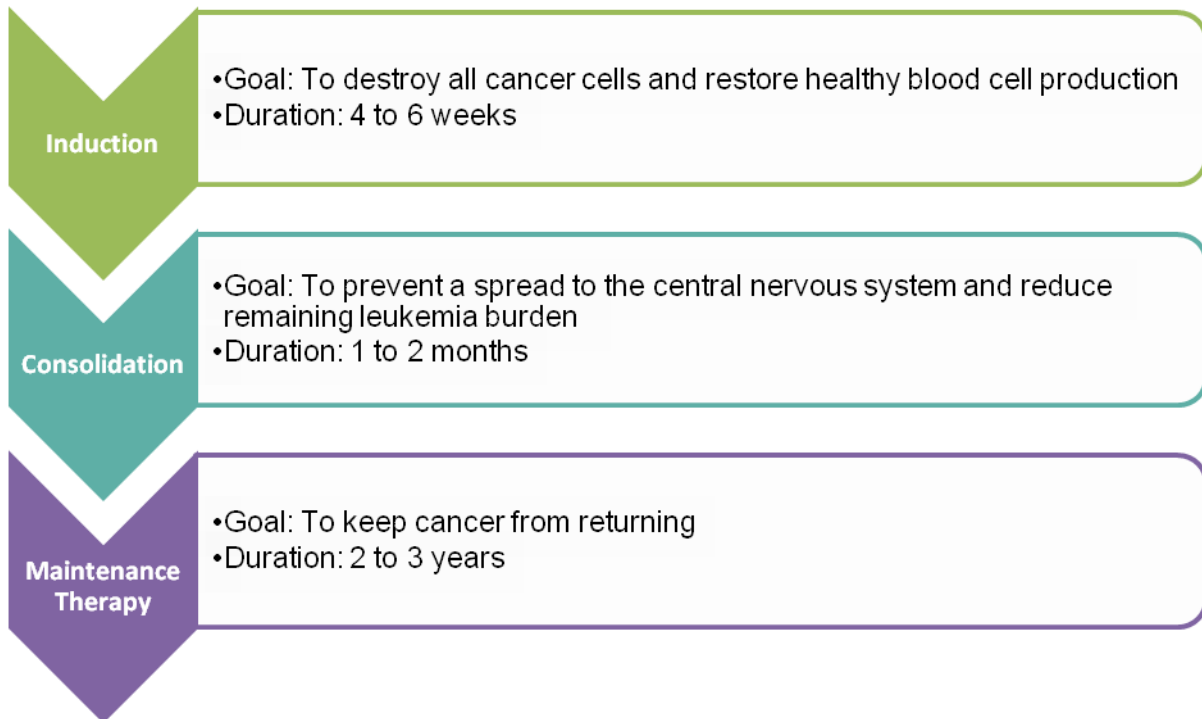 Induction
•Goal: To destroy all cancer cells and restore healthy blood cell production
•Duration: 4 to 6 weeks
Consolidation
•Goal: To prevent a spread to the central nervous system and reduce
remaining leukemia burden
•Duration: 1 to 2 months
Maintenance
Therapy
•Goal: To keep cancer from returning
•Duration: 2 to 3 years